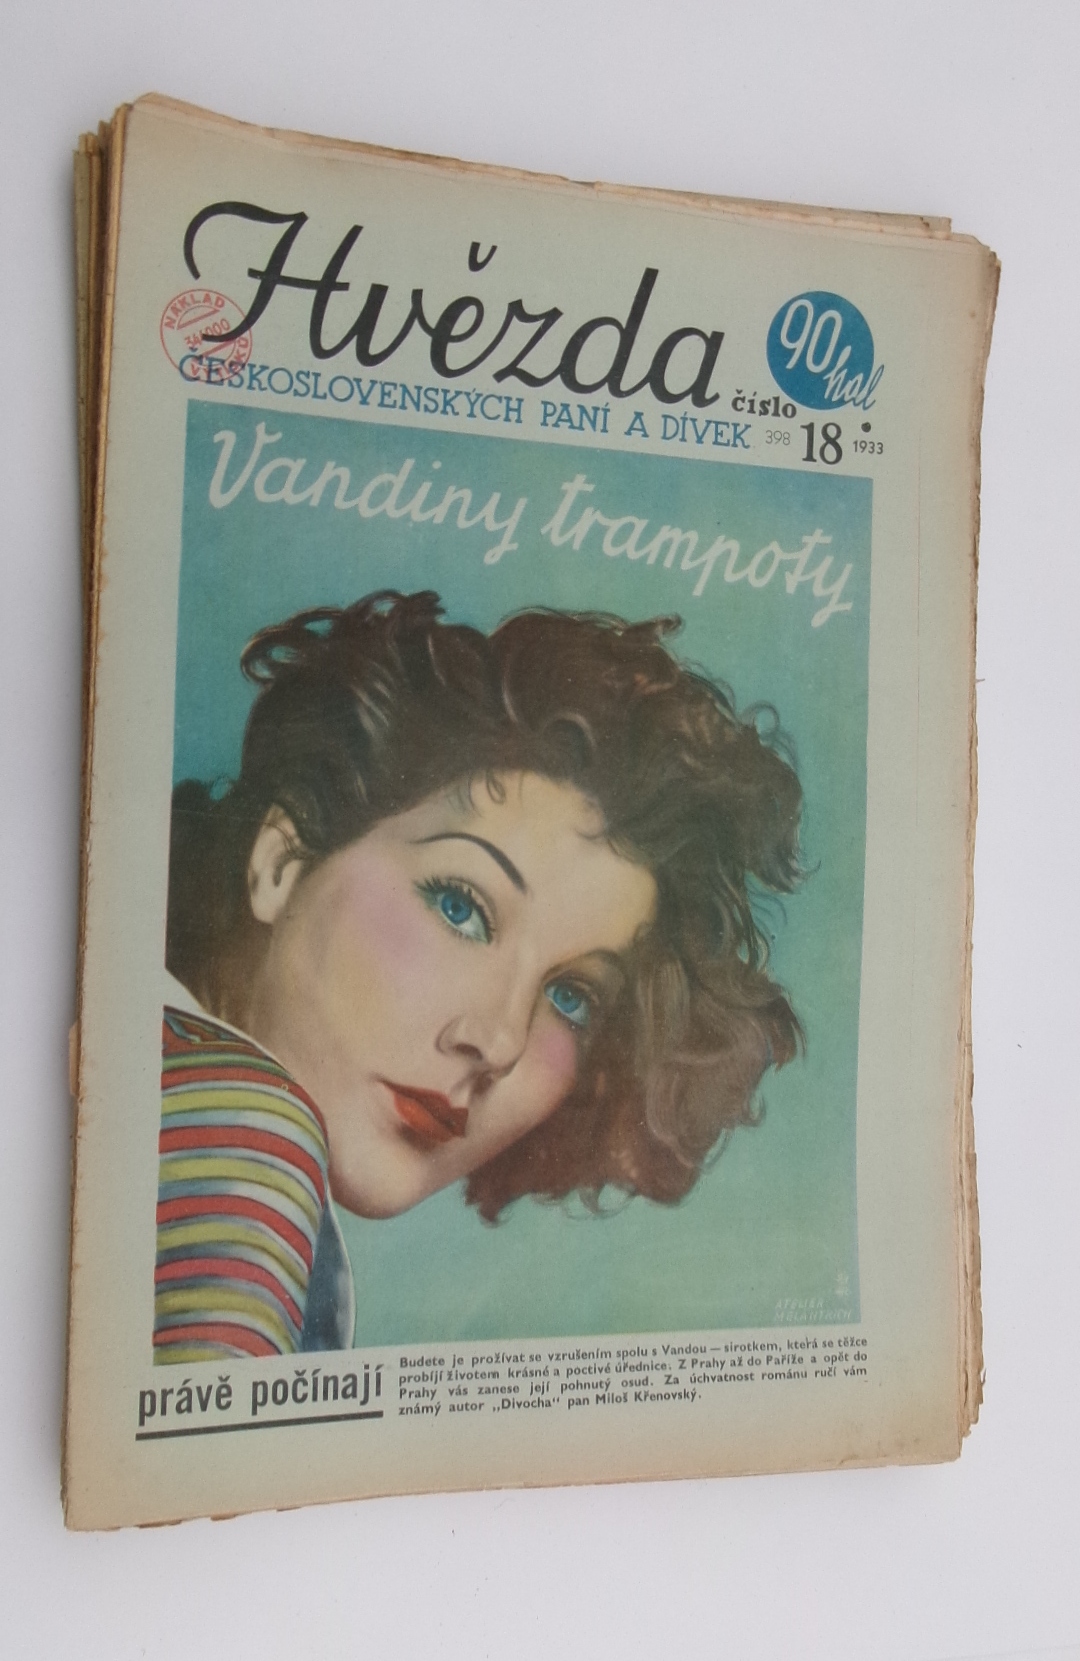 Hvězda
NÁKLAD
346000
VÝTISKŮ
90 hal
ČESKOSLOVENSKÝCH PANÍ A DÍVEK
398
číslo
18 • 1933
Vandiny trampoty
ATELIER
MELANTRICH
právě počínají
Budete je prožívat se vzrušením spolu s Vandou — sirotkem, která se těžce
probíjí životem krásné a poctivé úřednice. Z Prahy až do Paříže a opět do
Prahy vás zanese její pohnutý osud. Za úchvatnost románu ručí vám
známý autor „Divocha" pan Miloš Křenovský.